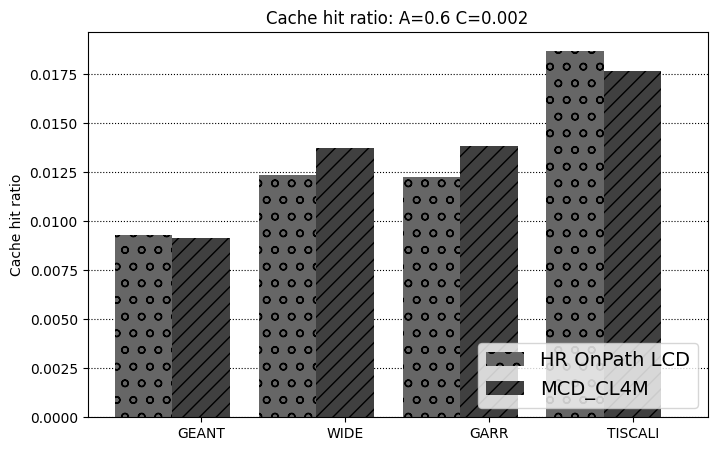 Cache hit ratio: A=0.6 C=0.002
Cache hit ratio
0.0175
0.0150
0.0125
0.0100
0.0075
0.0050
0.0025
0.0000
GEANT WIDE GARR TISCALI
HR OnPath LCD
MCD_CL4M